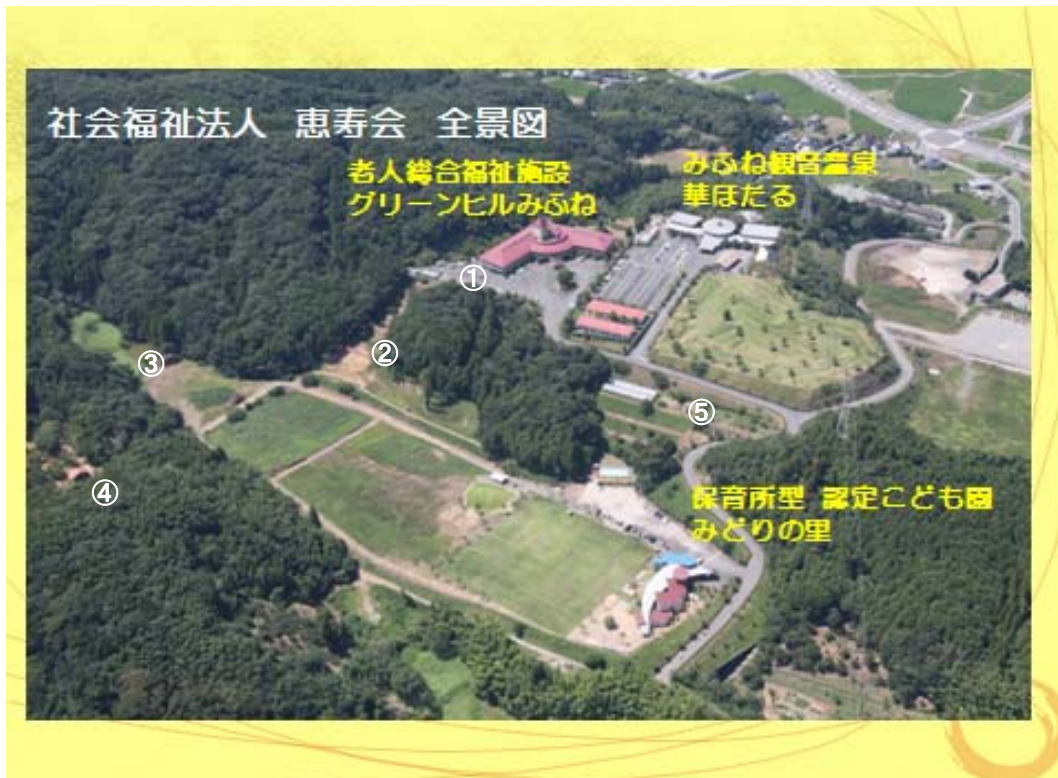 社会福祉法人 恵寿会 全景図
老人総合福祉施設
グリーンヒルみふね
みふね観音温泉
華ほたる
①
②
③
⑤
④
保育所型 認定こども園
みどりの里